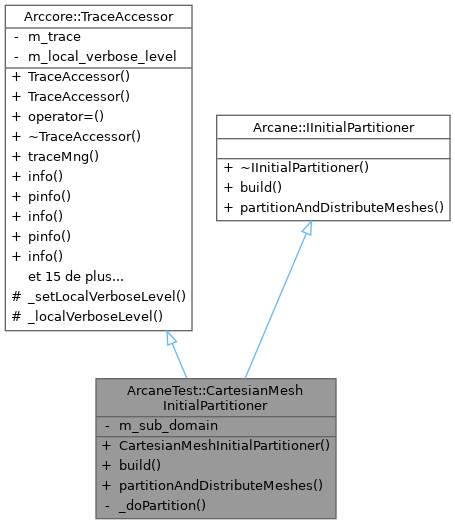 Arccore::TraceAccessor
- m_trace
- m_local_verbose_level
+ TraceAccessor()
+ TraceAccessor()
+ operator=()
+ ~TraceAccessor()
+ traceMng()
+ info()
+ pinfo()
+ info()
+ pinfo()
+ info()
et 15 de plus...
# _setLocalVerboseLevel()
# _localVerboseLevel()
Arcane::IInitialPartitioner
+ ~IInitialPartitioner()
+ build()
+ partitionAndDistributeMeshes()
ArcaneTest::CartesianMesh
InitialPartitioner
- m_sub_domain
+ CartesianMeshInitialPartitioner()
+ build()
+ partitionAndDistributeMeshes()
- _doPartition()